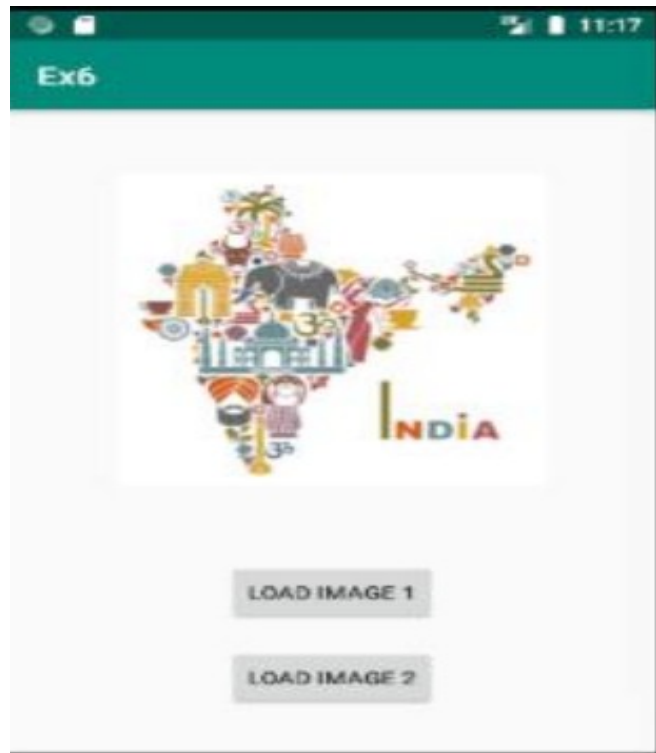 11:17
Ex6
ॐ
INDiA
ॐ
LOAD IMAGE 1
LOAD IMAGE 2